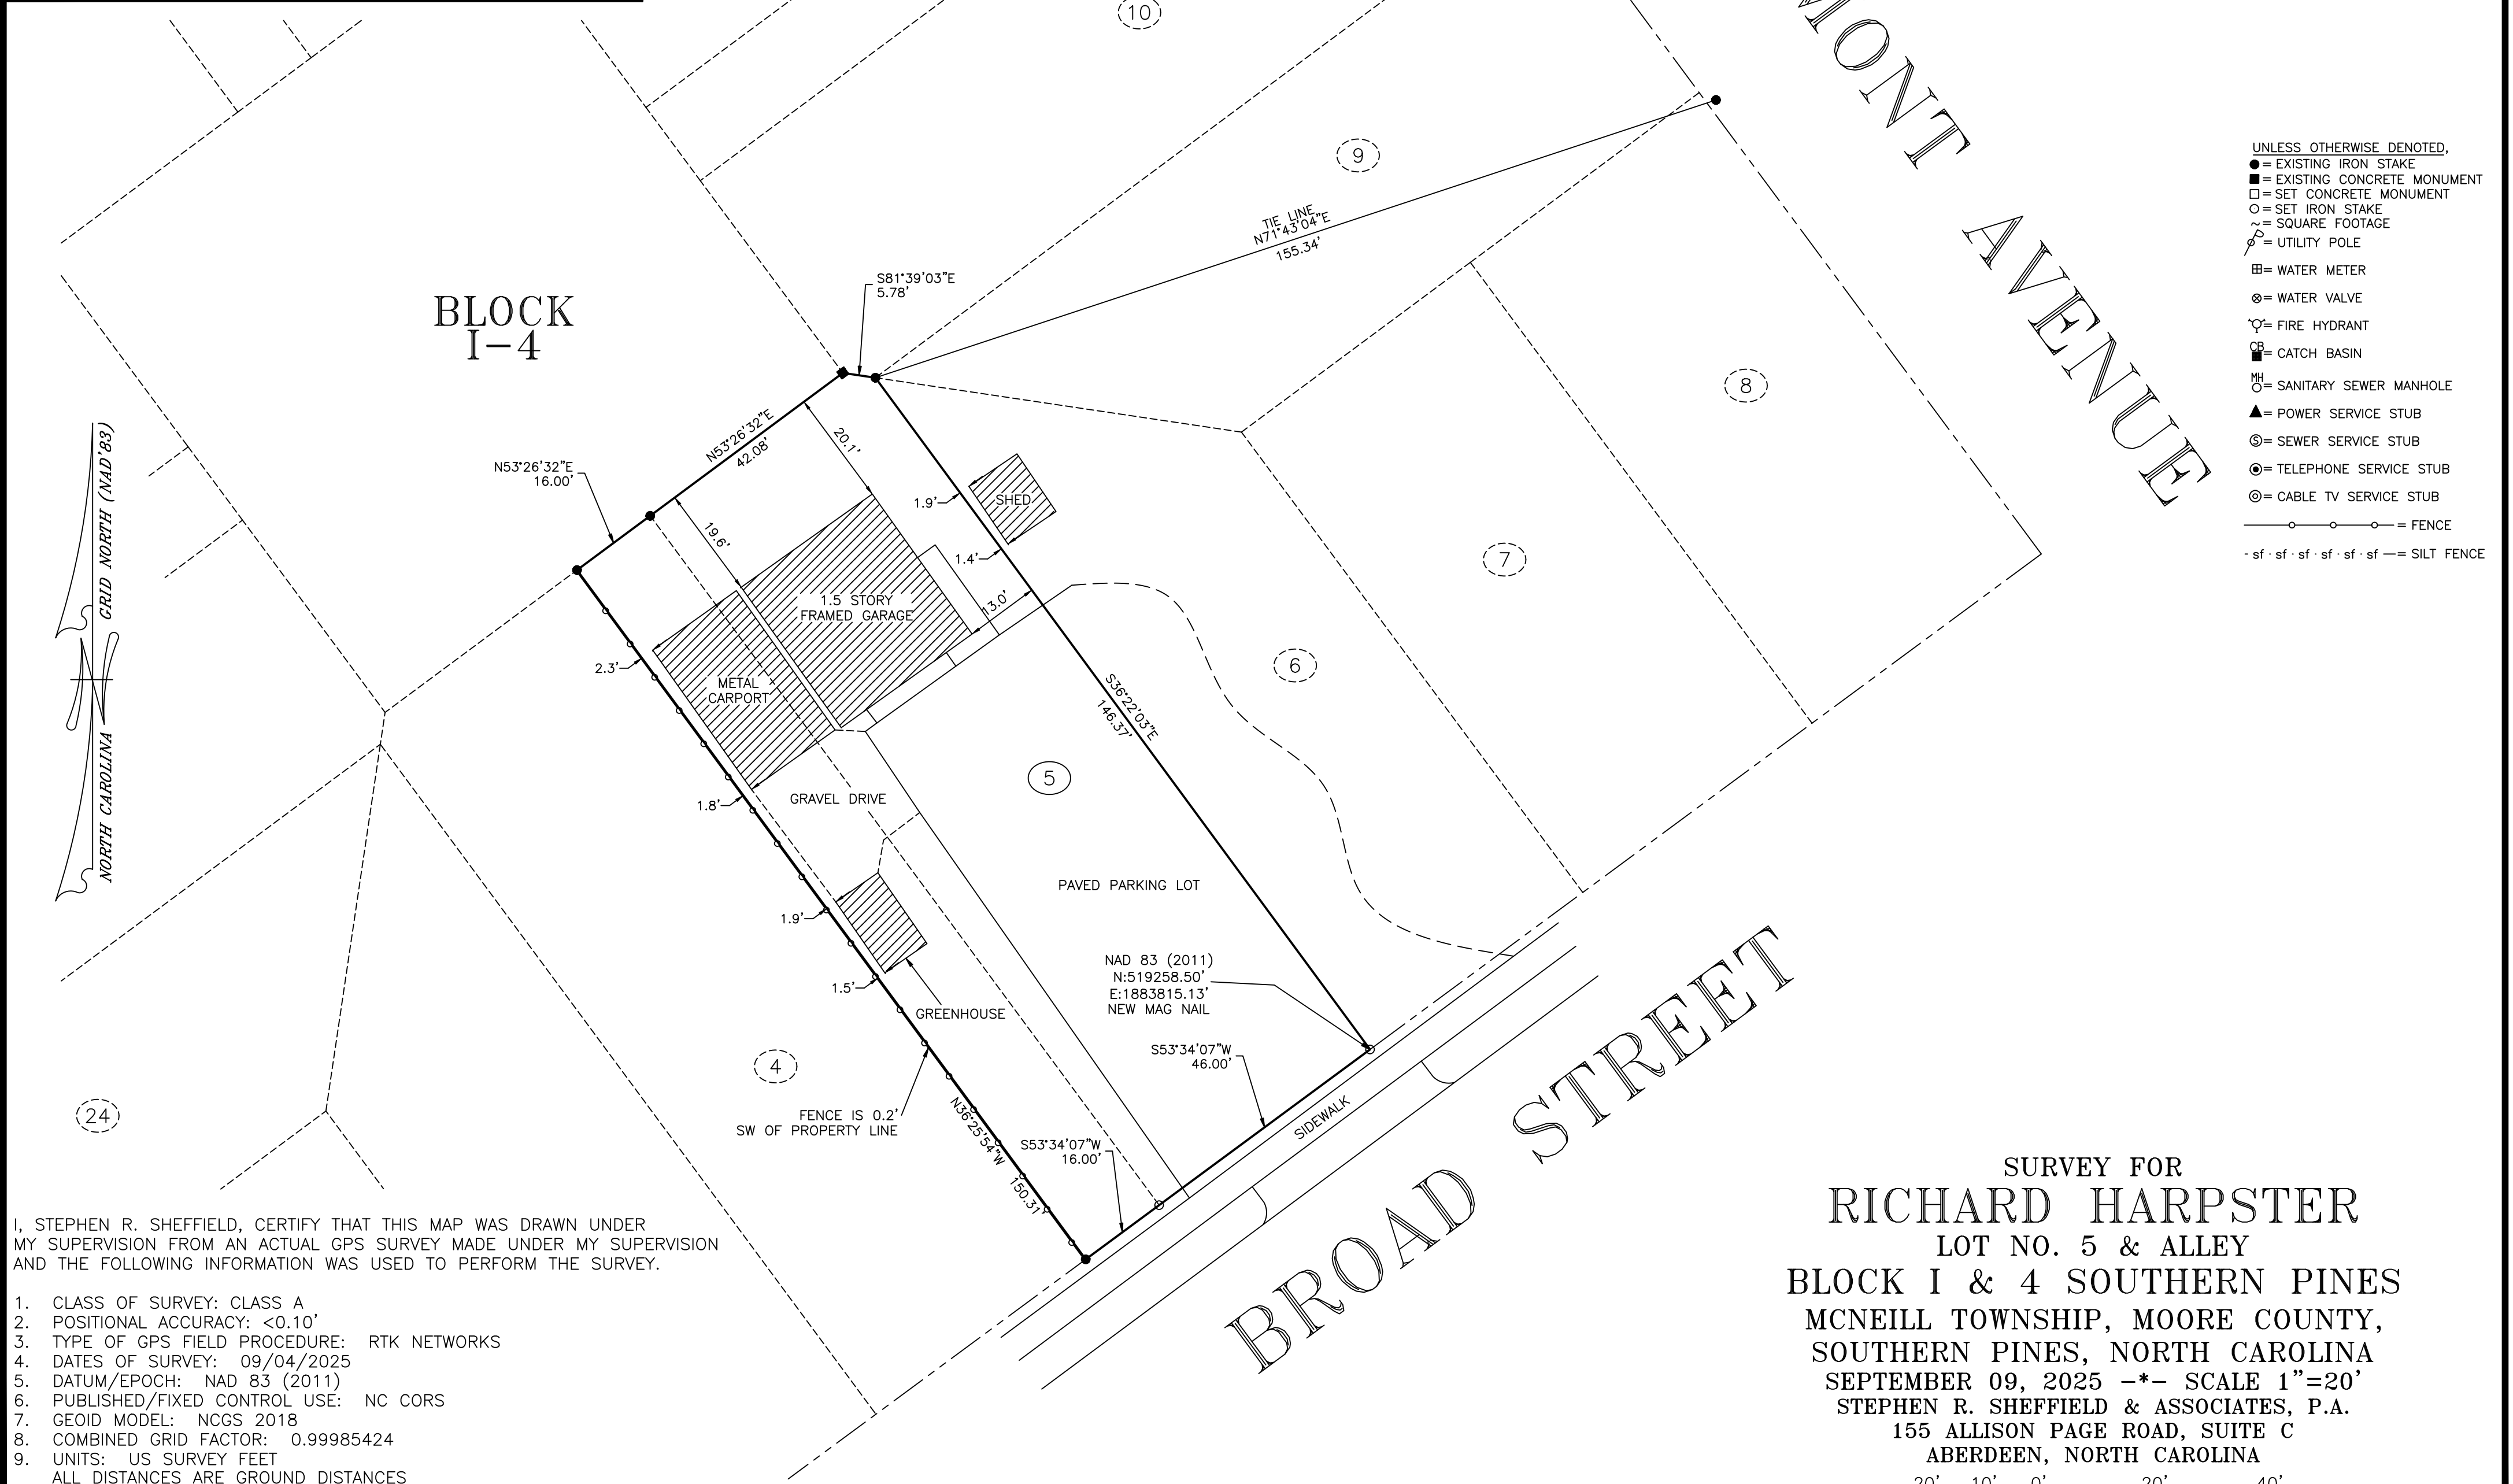 10
MONT AVENUE
9
TIE LINE
N71°43'04"E
155.34'
UNLESS OTHERWISE DENOTED,
= EXISTING IRON STAKE
= EXISTING CONCRETE MONUMENT
= SET CONCRETE MONUMENT
= SET IRON STAKE
~= SQUARE FOOTAGE
= UTILITY POLE
= WATER METER
= WATER VALVE
= FIRE HYDRANT
CB
= CATCH BASIN
MH
= SANITARY SEWER MANHOLE
= POWER SERVICE STUB
S= SEWER SERVICE STUB
= TELEPHONE SERVICE STUB
= CABLE TV SERVICE STUB
= FENCE
- sf · sf · sf · sf · sf · sf —= SILT FENCE
S81°39'03"E
5.78'
BLOCK
I-4
8
N53°26'32"E
42.08'
20.1'
N53°26'32"E
16.00'
GRID NORTH (NAD'83)
NORTH CAROLINA
N
1.9'
SHED
19.6'
1.4'
7
1.5 STORY
FRAMED GARAGE
13.0'
2.3'
METAL
CARPORT
6
S36°22'03"E
146.37'
5
1.8'
GRAVEL DRIVE
PAVED PARKING LOT
1.9'
1.5'
GREENHOUSE
NAD 83 (2011)
N:519258.50'
E:1883815.13'
NEW MAG NAIL
S53°34'07"W
46.00'
4
24
FENCE IS 0.2'
SW OF PROPERTY LINE
N36°25'54"W
150.31'
S53°34'07"W
16.00'
SIDEWALK
BROAD STREET
I, STEPHEN R. SHEFFIELD, CERTIFY THAT THIS MAP WAS DRAWN UNDER
MY SUPERVISION FROM AN ACTUAL GPS SURVEY MADE UNDER MY SUPERVISION
AND THE FOLLOWING INFORMATION WAS USED TO PERFORM THE SURVEY.
1. CLASS OF SURVEY: CLASS A
2. POSITIONAL ACCURACY: <0.10'
3. TYPE OF GPS FIELD PROCEDURE: RTK NETWORKS
4. DATES OF SURVEY: 09/04/2025
5. DATUM/EPOCH: NAD 83 (2011)
6. PUBLISHED/FIXED CONTROL USE: NC CORS
7. GEOID MODEL: NCGS 2018
8. COMBINED GRID FACTOR: 0.99985424
9. UNITS: US SURVEY FEET
ALL DISTANCES ARE GROUND DISTANCES
SURVEY FOR
RICHARD HARPSTER
LOT NO. 5 & ALLEY
BLOCK I & 4 SOUTHERN PINES
MCNEILL TOWNSHIP, MOORE COUNTY,
SOUTHERN PINES, NORTH CAROLINA
SEPTEMBER 09, 2025 -*- SCALE 1"=20'
STEPHEN R. SHEFFIELD & ASSOCIATES, P.A.
155 ALLISON PAGE ROAD, SUITE C
ABERDEEN, NORTH CAROLINA
20' 10' 0' 20' 40'